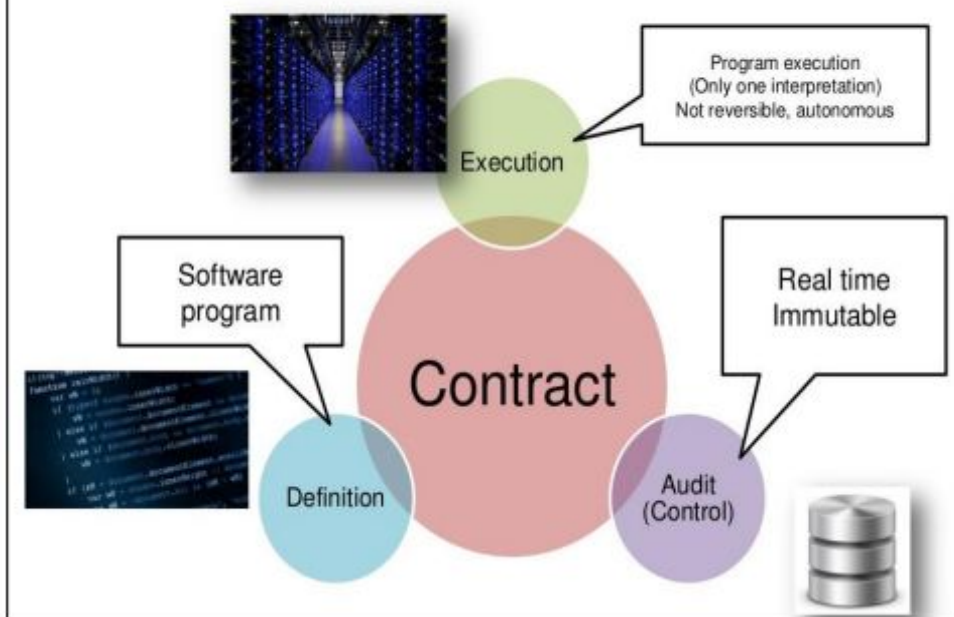 Program execution
(Only one interpretation)
Not reversible, autonomous
Execution
Software
program
Real time
Immutable
Contract
Definition
Audit
(Control)